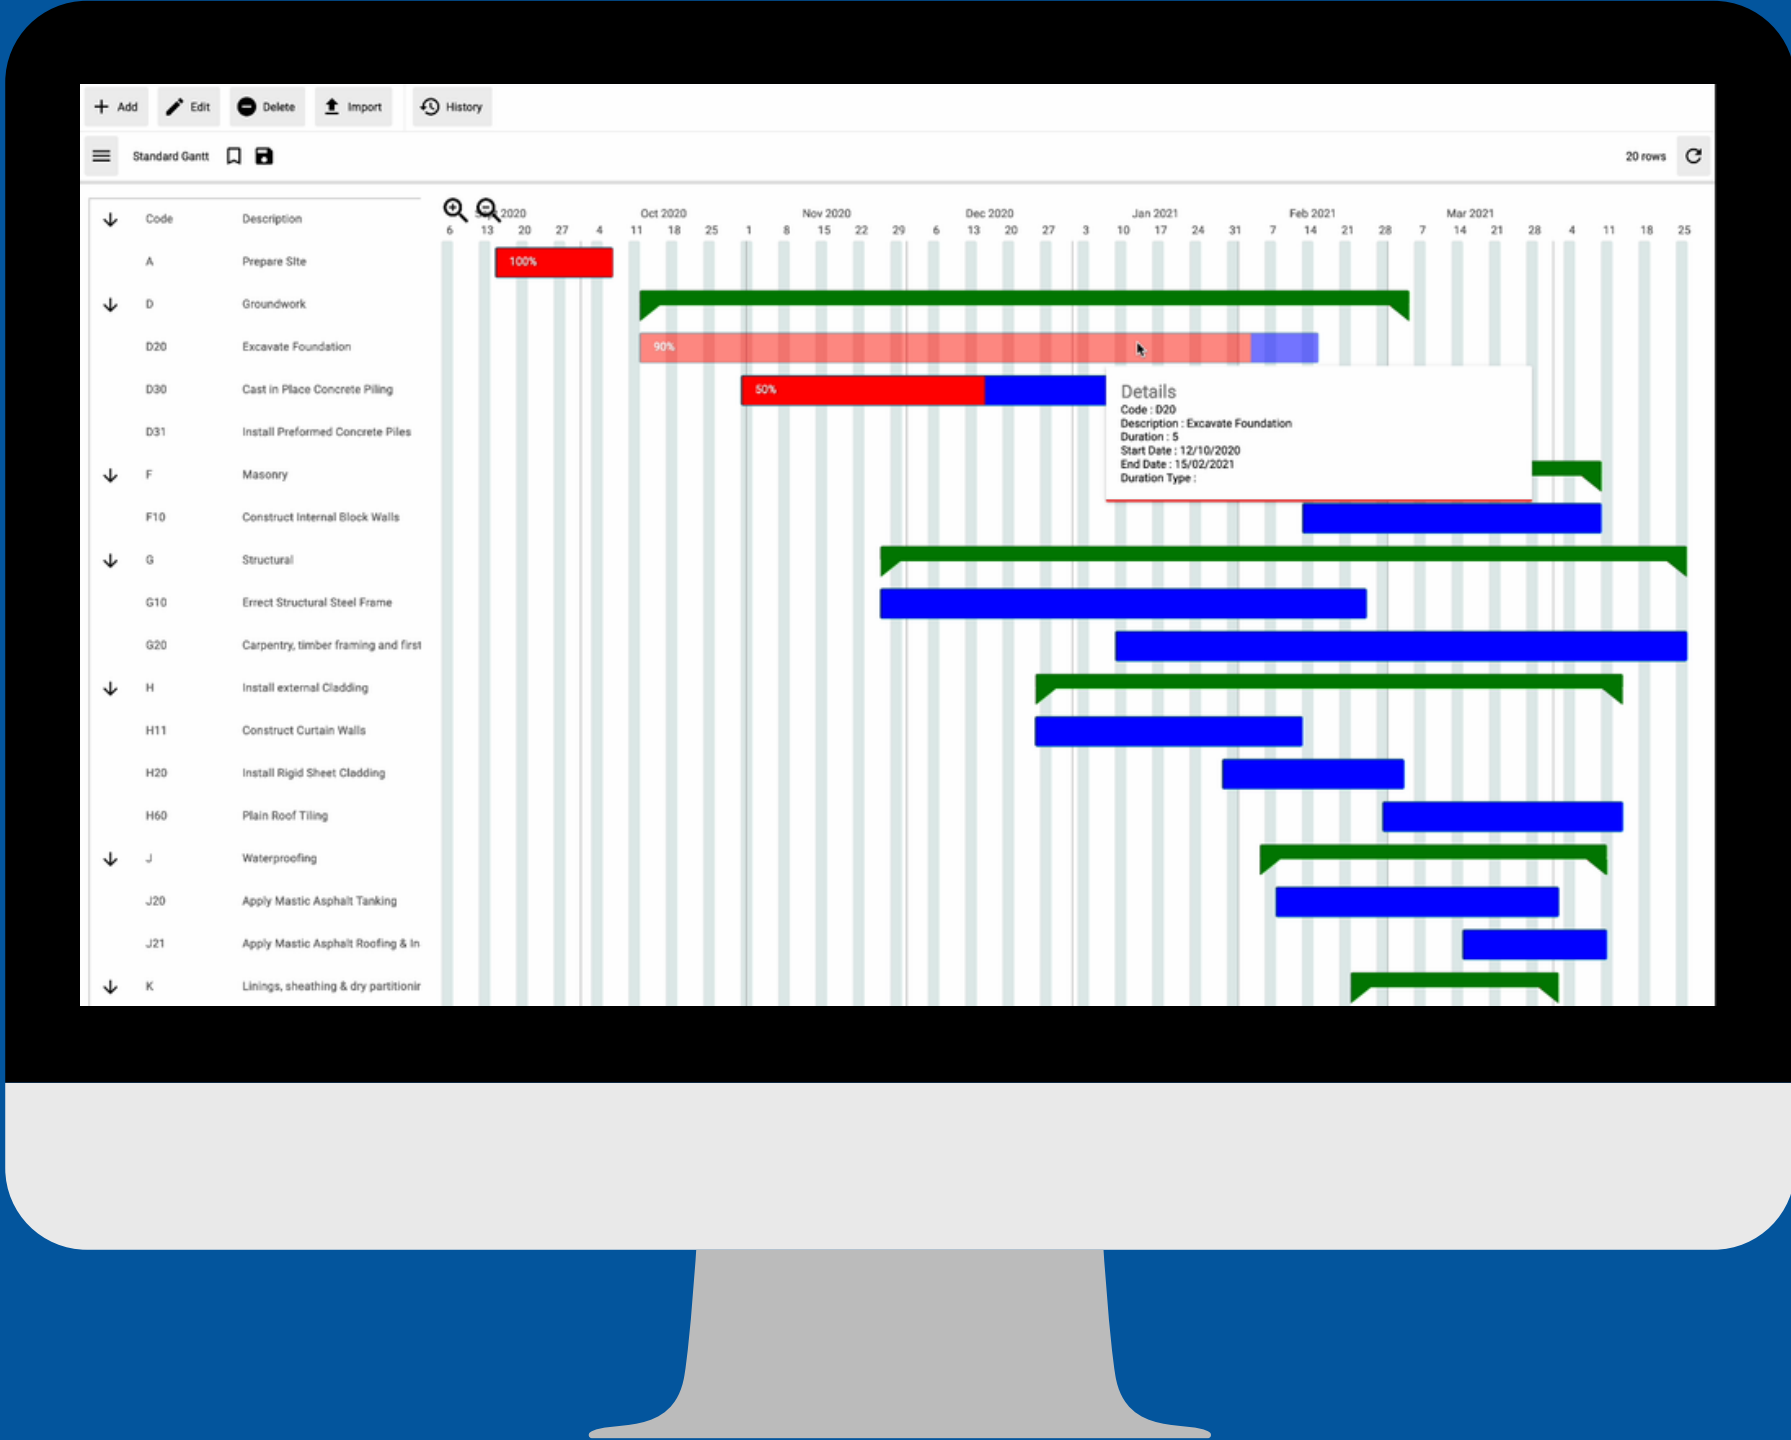 Add Edit Delete Import History
Standard Gantt 20 rows
Code Description 2020 Oct 2020 Nov 2020 Dec 2020 Jan 2021 Feb 2021 Mar 2021
6 13 20 27 4 11 18 25 1 8 15 22 29 6 13 20 27 3 10 17 24 31 7 14 21 28 7 14 21 28 4 11 18 25
A Prepare SIte 100%
D Groundwork
D20 Excavate Foundation 90%
D30 Cast in Place Concrete Piling 50%
D31 Install Preformed Concrete Piles
Details
Code : D20
Description : Excavate Foundation
Duration : 5
Start Date : 12/10/2020
End Date : 15/02/2021
Duration Type :
F Masonry
F10 Construct Internal Block Walls
G Structural
G10 Errect Structural Steel Frame
G20 Carpentry, timber framing and first
H Install external Cladding
H11 Construct Curtain Walls
H20 Install Rigid Sheet Cladding
H60 Plain Roof Tiling
J Waterproofing
J20 Apply Mastic Asphalt Tanking
J21 Apply Mastic Asphalt Roofing & In
K Linings, sheathing & dry partitionir